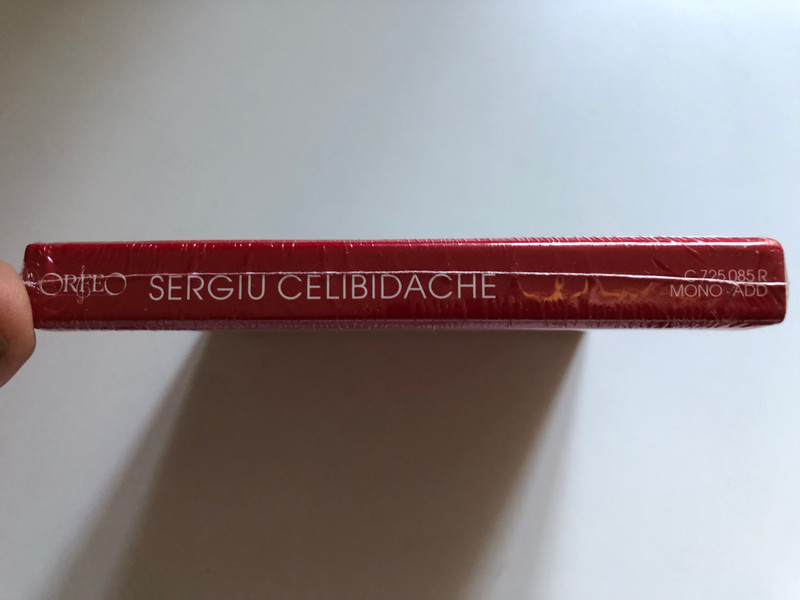 ORFEO
SERGIU CELIBIDACHE
C 725 085 R
MONO · ADD